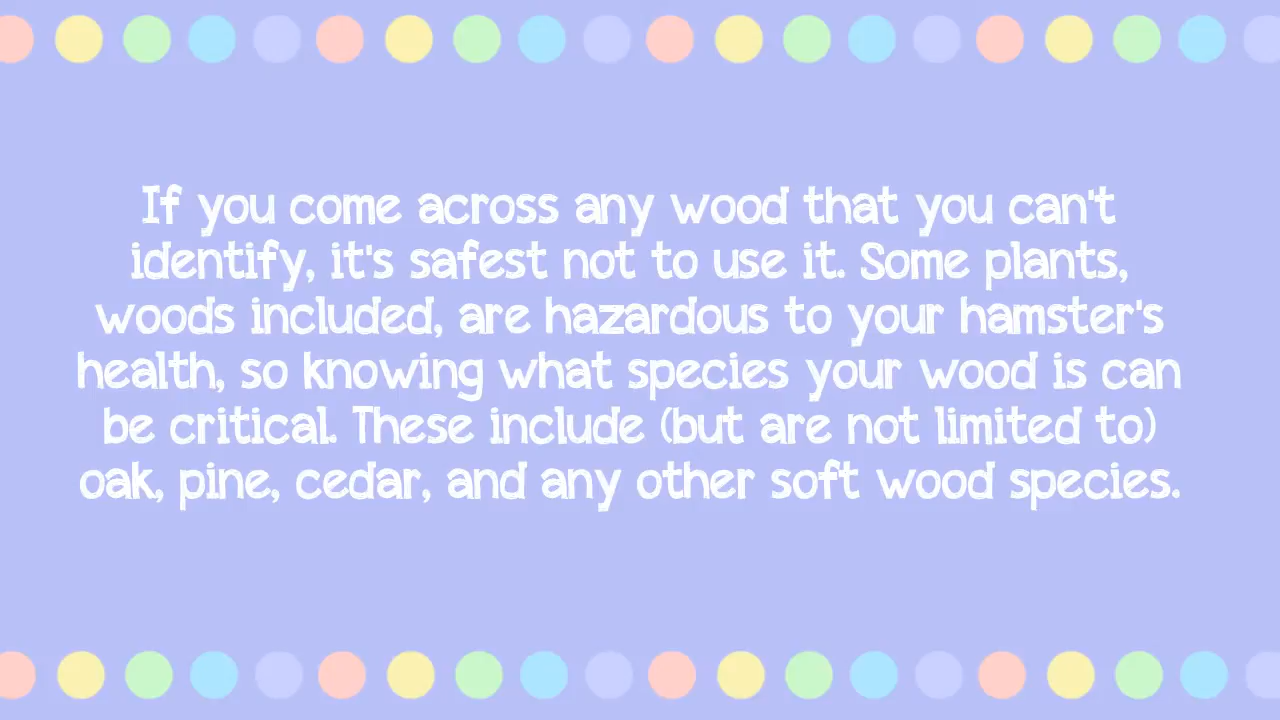 If you come across any wood that you can't
identify, it's safest not to use it. Some plants,
woods included, are hazardous to your hamster's
health, so knowing what species your wood is can
be critical. These include (but are not limited to)
oak, pine, cedar, and any other soft wood species.